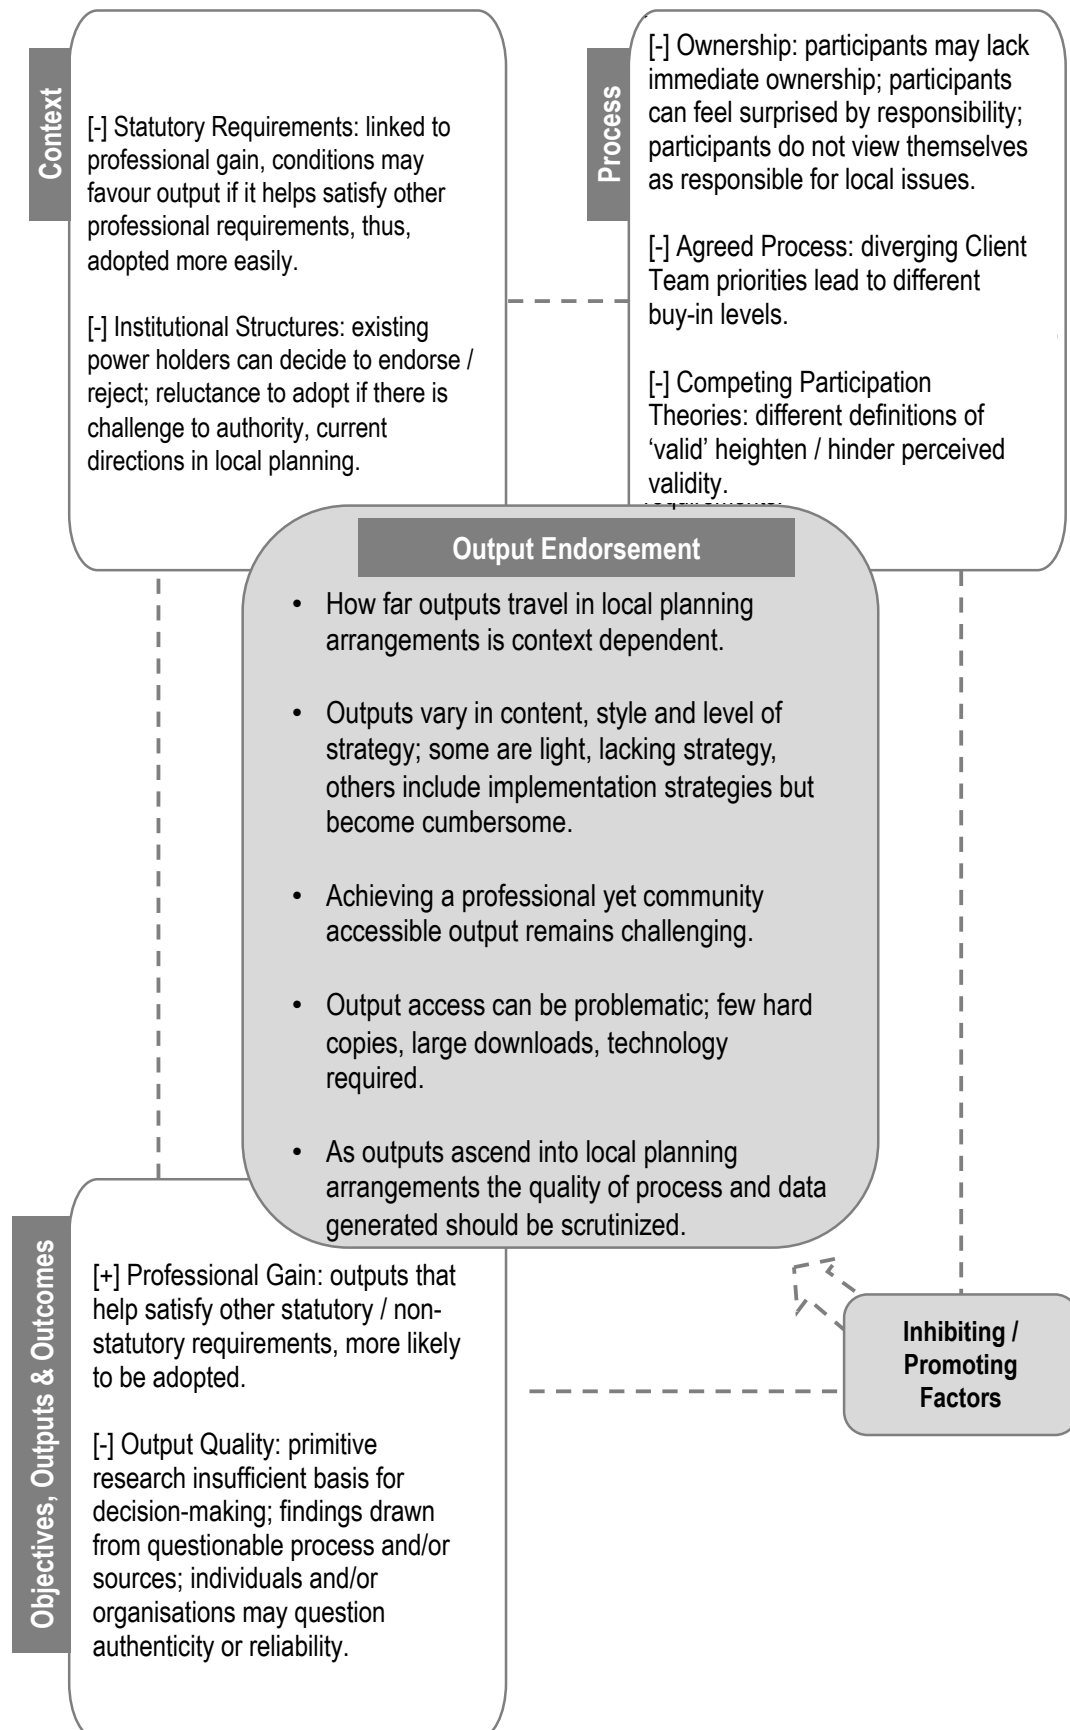 Context
[-] Statutory Requirements: linked to
professional gain, conditions may
favour output if it helps satisfy other
professional requirements, thus,
adopted more easily.
[-] Institutional Structures: existing
power holders can decide to endorse /
reject; reluctance to adopt if there is
challenge to authority, current
directions in local planning.
Process
[-] Ownership: participants may lack
immediate ownership; participants
can feel surprised by responsibility;
participants do not view themselves
as responsible for local issues.
[-] Agreed Process: diverging Client
Team priorities lead to different
buy-in levels.
[-] Competing Participation
Theories: different definitions of
‘valid’ heighten / hinder perceived
validity.
Output Endorsement
• How far outputs travel in local planning
arrangements is context dependent.
• Outputs vary in content, style and level of
strategy; some are light, lacking strategy,
others include implementation strategies but
become cumbersome.
• Achieving a professional yet community
accessible output remains challenging.
• Output access can be problematic; few hard
copies, large downloads, technology
required.
• As outputs ascend into local planning
arrangements the quality of process and data
generated should be scrutinized.
Objectives, Outputs & Outcomes
[+] Professional Gain: outputs that
help satisfy other statutory / non-
statutory requirements, more likely
to be adopted.
[-] Output Quality: primitive
research insufficient basis for
decision-making; findings drawn
from questionable process and/or
sources; individuals and/or
organisations may question
authenticity or reliability.
Inhibiting /
Promoting
Factors